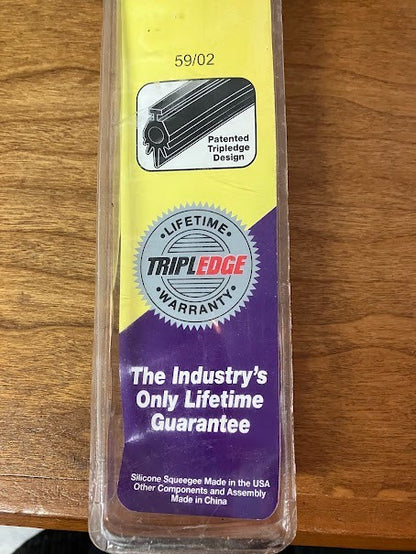 59/02
Patented
Tripledge
Design
• LIFETIME •
TRIPLEDGE
WARRANTY
The Industry's
Only Lifetime
Guarantee
Silicone Squeegee Made in the USA
Other Components and Assembly
Made in China